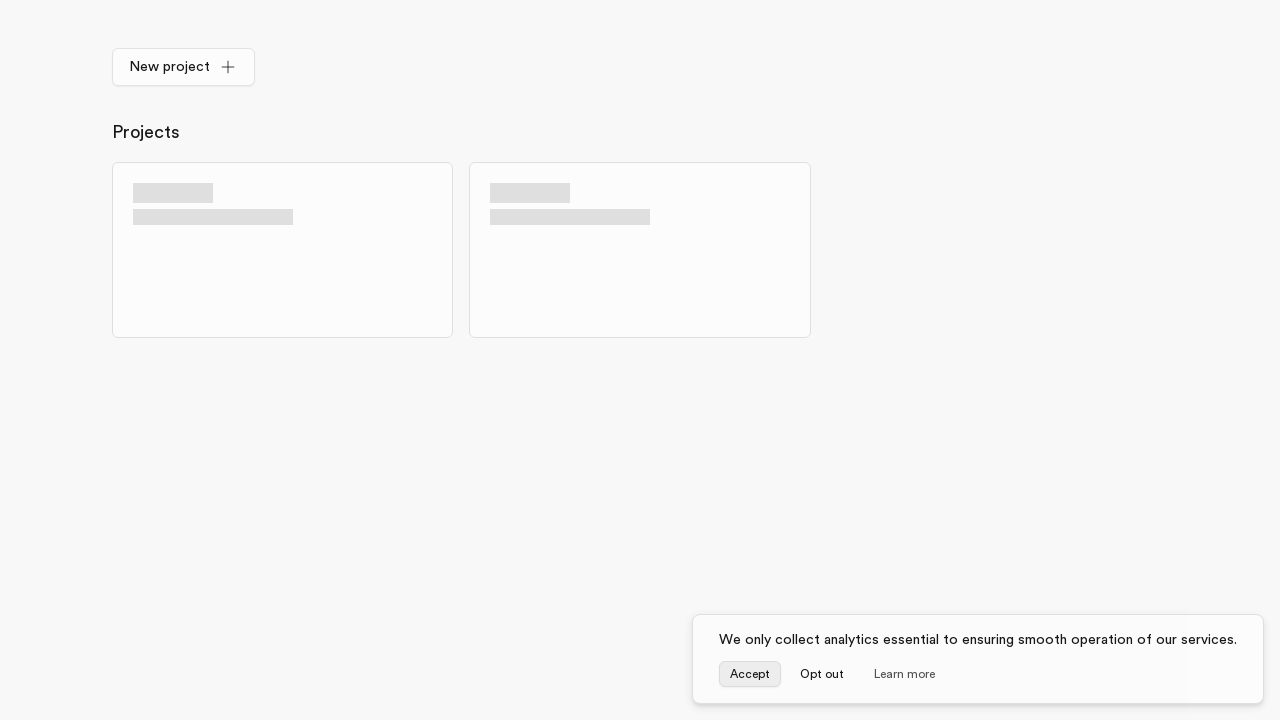 New project
Projects
We only collect analytics essential to ensuring smooth operation of our services.
Accept
Opt out
Learn more